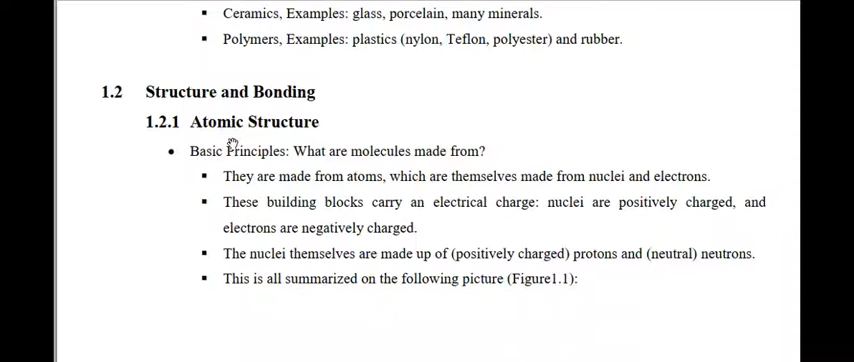 ▪ Ceramics, Examples: glass, porcelain, many minerals.
▪ Polymers, Examples: plastics (nylon, Teflon, polyester) and rubber.
1.2 Structure and Bonding
1.2.1 Atomic Structure
• Basic Principles: What are molecules made from?
▪ They are made from atoms, which are themselves made from nuclei and electrons.
▪ These building blocks carry an electrical charge: nuclei are positively charged, and
electrons are negatively charged.
▪ The nuclei themselves are made up of (positively charged) protons and (neutral) neutrons.
▪ This is all summarized on the following picture (Figure1.1):